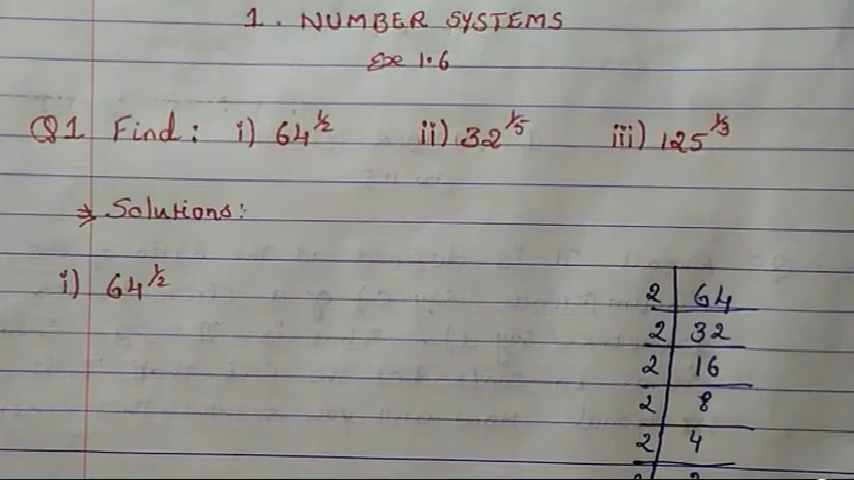 1. NUMBER SYSTEMS
Exe 1.6
Q1 Find: i) 64^1/2 ii) 32^1/5 iii) 125^1/3
⇒ Solutions:
i) 64^1/2
2 | 64
2 | 32
2 | 16
2 | 8
2 | 4